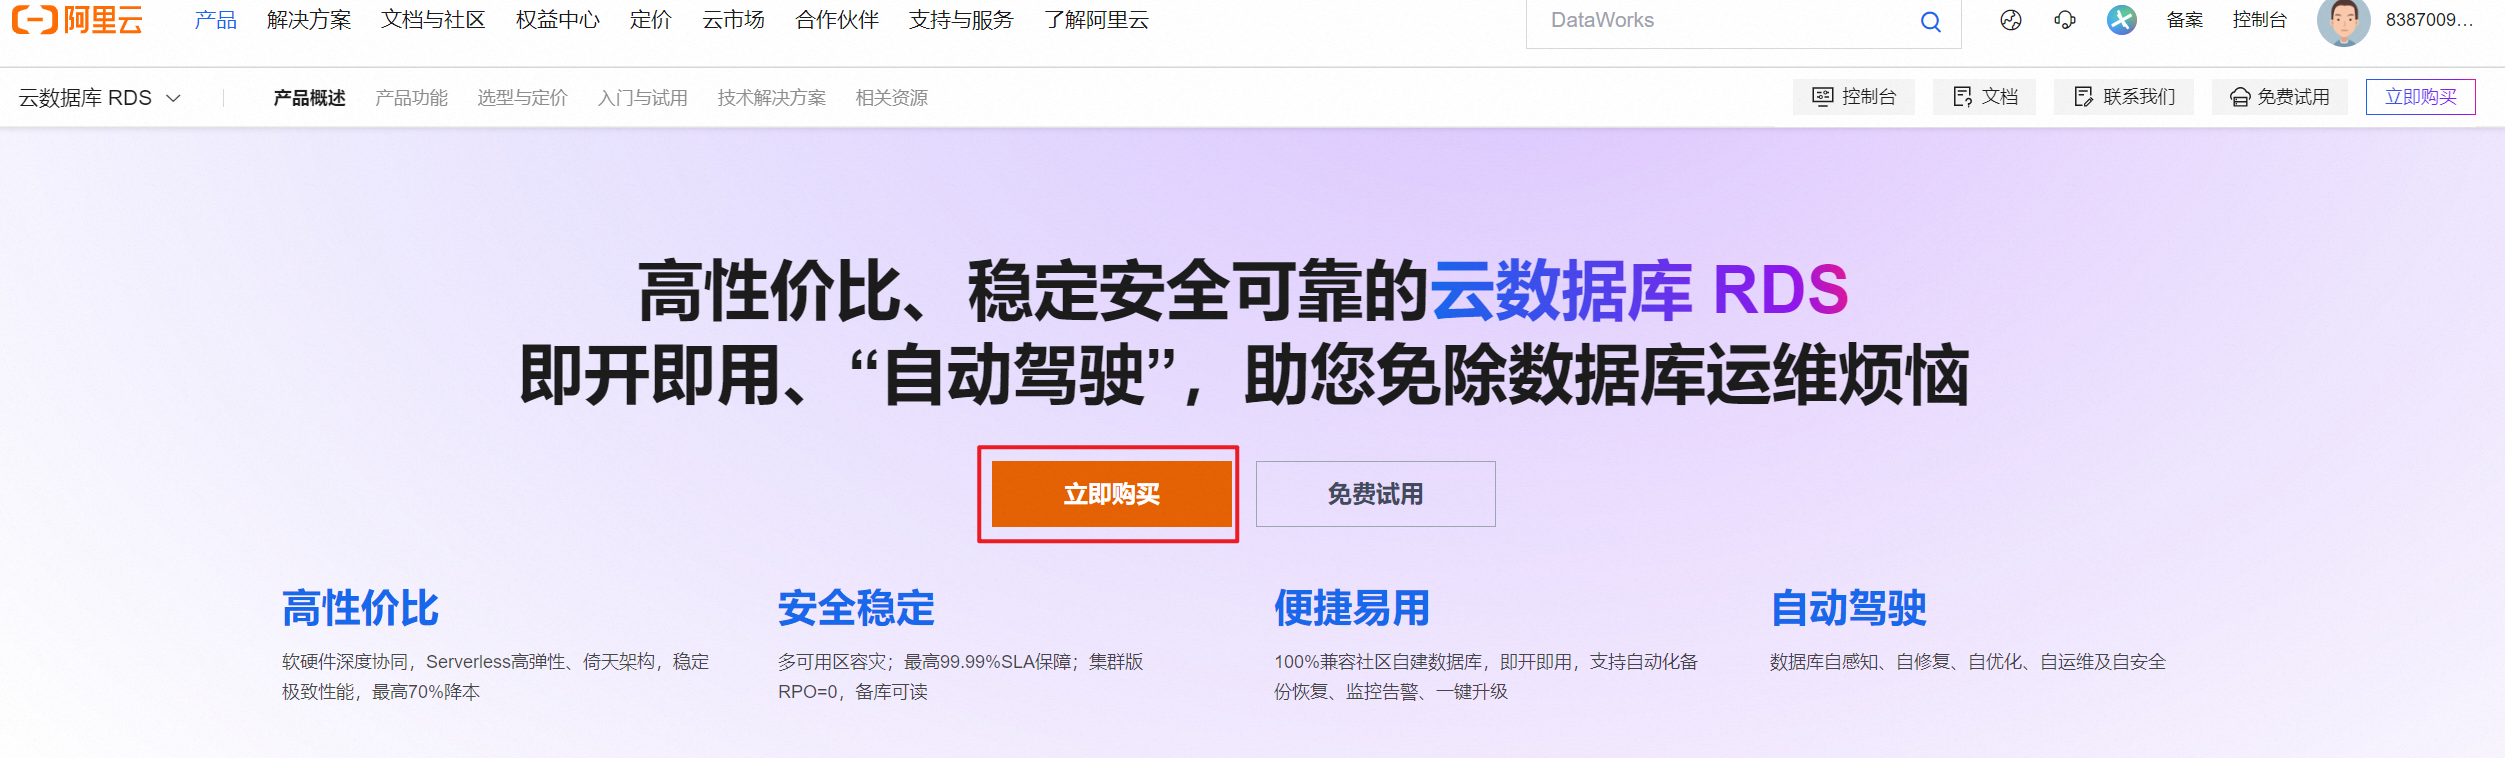 阿里云 产品 解决方案 文档与社区 权益中心 定价 云市场 合作伙伴 支持与服务 了解阿里云 DataWorks 备案 控制台 8387009...
云数据库 RDS 产品概述 产品功能 选型与定价 入门与试用 技术解决方案 相关资源 控制台 文档 联系我们 免费试用 立即购买
高性价比、稳定安全可靠的云数据库 RDS
即开即用、“自动驾驶”，助您免除数据库运维烦恼
立即购买 免费试用
高性价比
软硬件深度协同，Serverless高弹性、倚天架构，稳定
极致性能，最高70%降本
安全稳定
多可用区容灾；最高99.99%SLA保障；集群版
RPO=0，备库可读
便捷易用
100%兼容社区自建数据库，即开即用，支持自动化备
份恢复、监控告警、一键升级
自动驾驶
数据库自感知、自修复、自优化、自运维及自安全